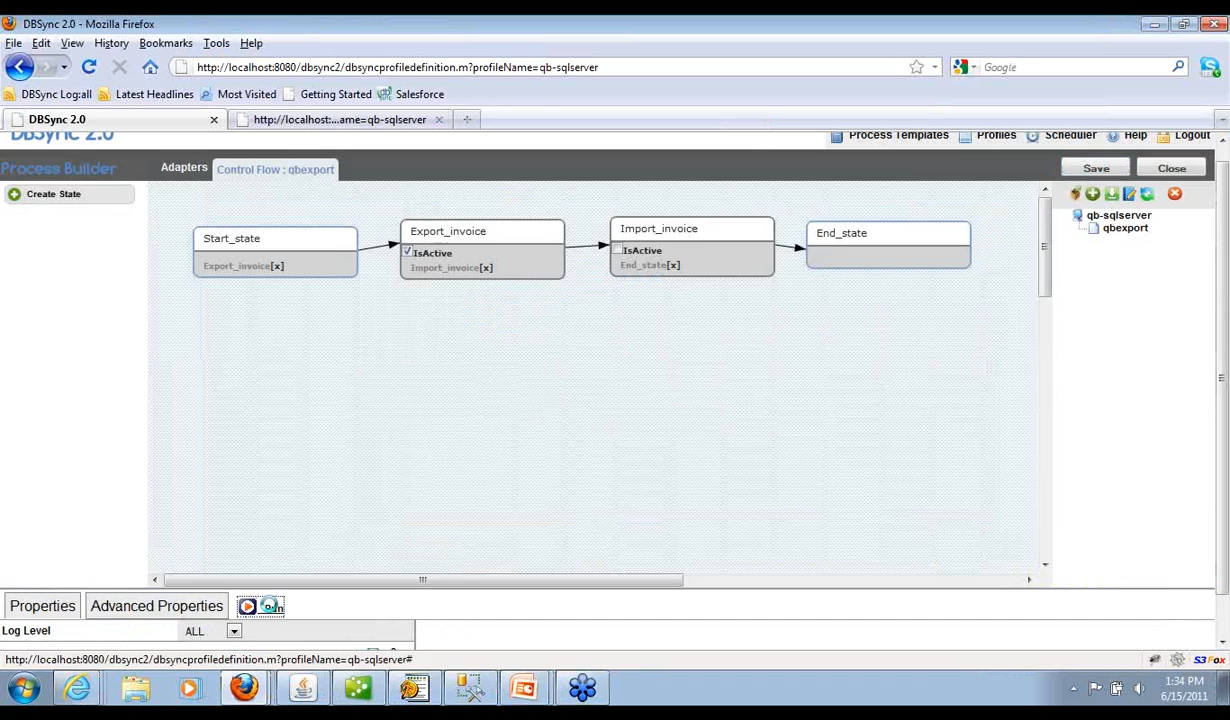 DBSync 2.0 - Mozilla Firefox
File Edit View History Bookmarks Tools Help
http://localhost:8080/dbsync2/dbsyncprofiledefinition.m?profileName=qb-sqlserver
Google
DBSync Log:all Latest Headlines Most Visited Getting Started Salesforce
DBSync 2.0
http://localhost:...ame=qb-sqlserver
DBSync 2.0
Process Templates Profiles Scheduler Help Logout
Process Builder
Adapters
Control Flow : qbexport
Save
Close
Create State
qb-sqlserver
qbexport
Start_state
Export_invoice[x]
Export_invoice
IsActive
Import_invoice[x]
Import_invoice
IsActive
End_state[x]
End_state
Properties
Advanced Properties
Log Level
ALL
http://localhost:8080/dbsync2/dbsyncprofiledefinition.m?profileName=qb-sqlserver#
S3Fox
1:34 PM
6/15/2011